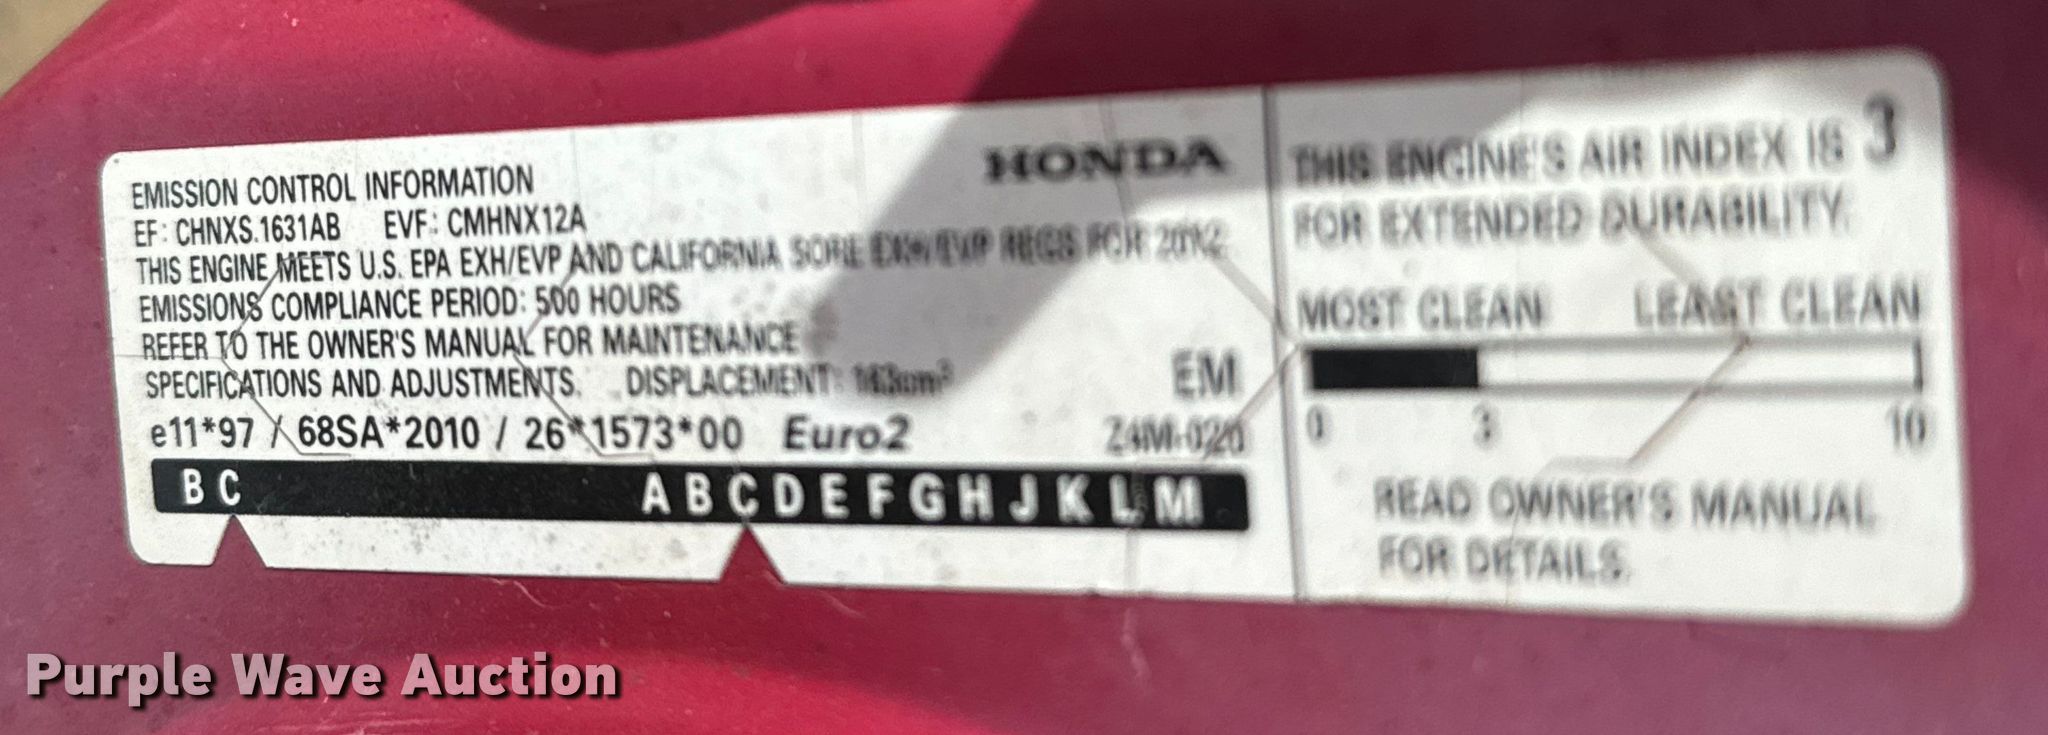 EMISSION CONTROL INFORMATION
HONDA
EF: CHNXS.1631AB EVF: CMHNX12A
THIS ENGINE MEETS U.S. EPA EXH/EVP AND CALIFORNIA SORE EXH/EVP REGS FOR 2012
EMISSIONS COMPLIANCE PERIOD: 500 HOURS
REFER TO THE OWNER'S MANUAL FOR MAINTENANCE
SPECIFICATIONS AND ADJUSTMENTS. DISPLACEMENT: 163cm³
EM
e11*97 / 68SA*2010 / 26*1573*00 Euro2
Z4M-020
B C A B C D E F G H J K L M
THIS ENGINE'S AIR INDEX IS 3
FOR EXTENDED DURABILITY.
MOST CLEAN LEAST CLEAN
0 3 10
READ OWNER'S MANUAL
FOR DETAILS.
Purple Wave Auction